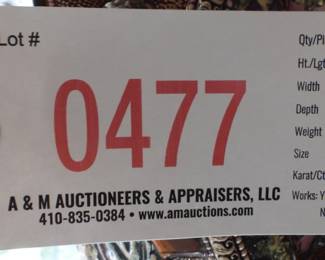 Lot #
0477
A & M AUCTIONEERS & APPRAISERS, LLC
410-835-0384 • www.amauctions.com
Qty/Pi
Ht./Lgt
Width
Depth
Weight
Size
Karat/Ct
Works: Y
N